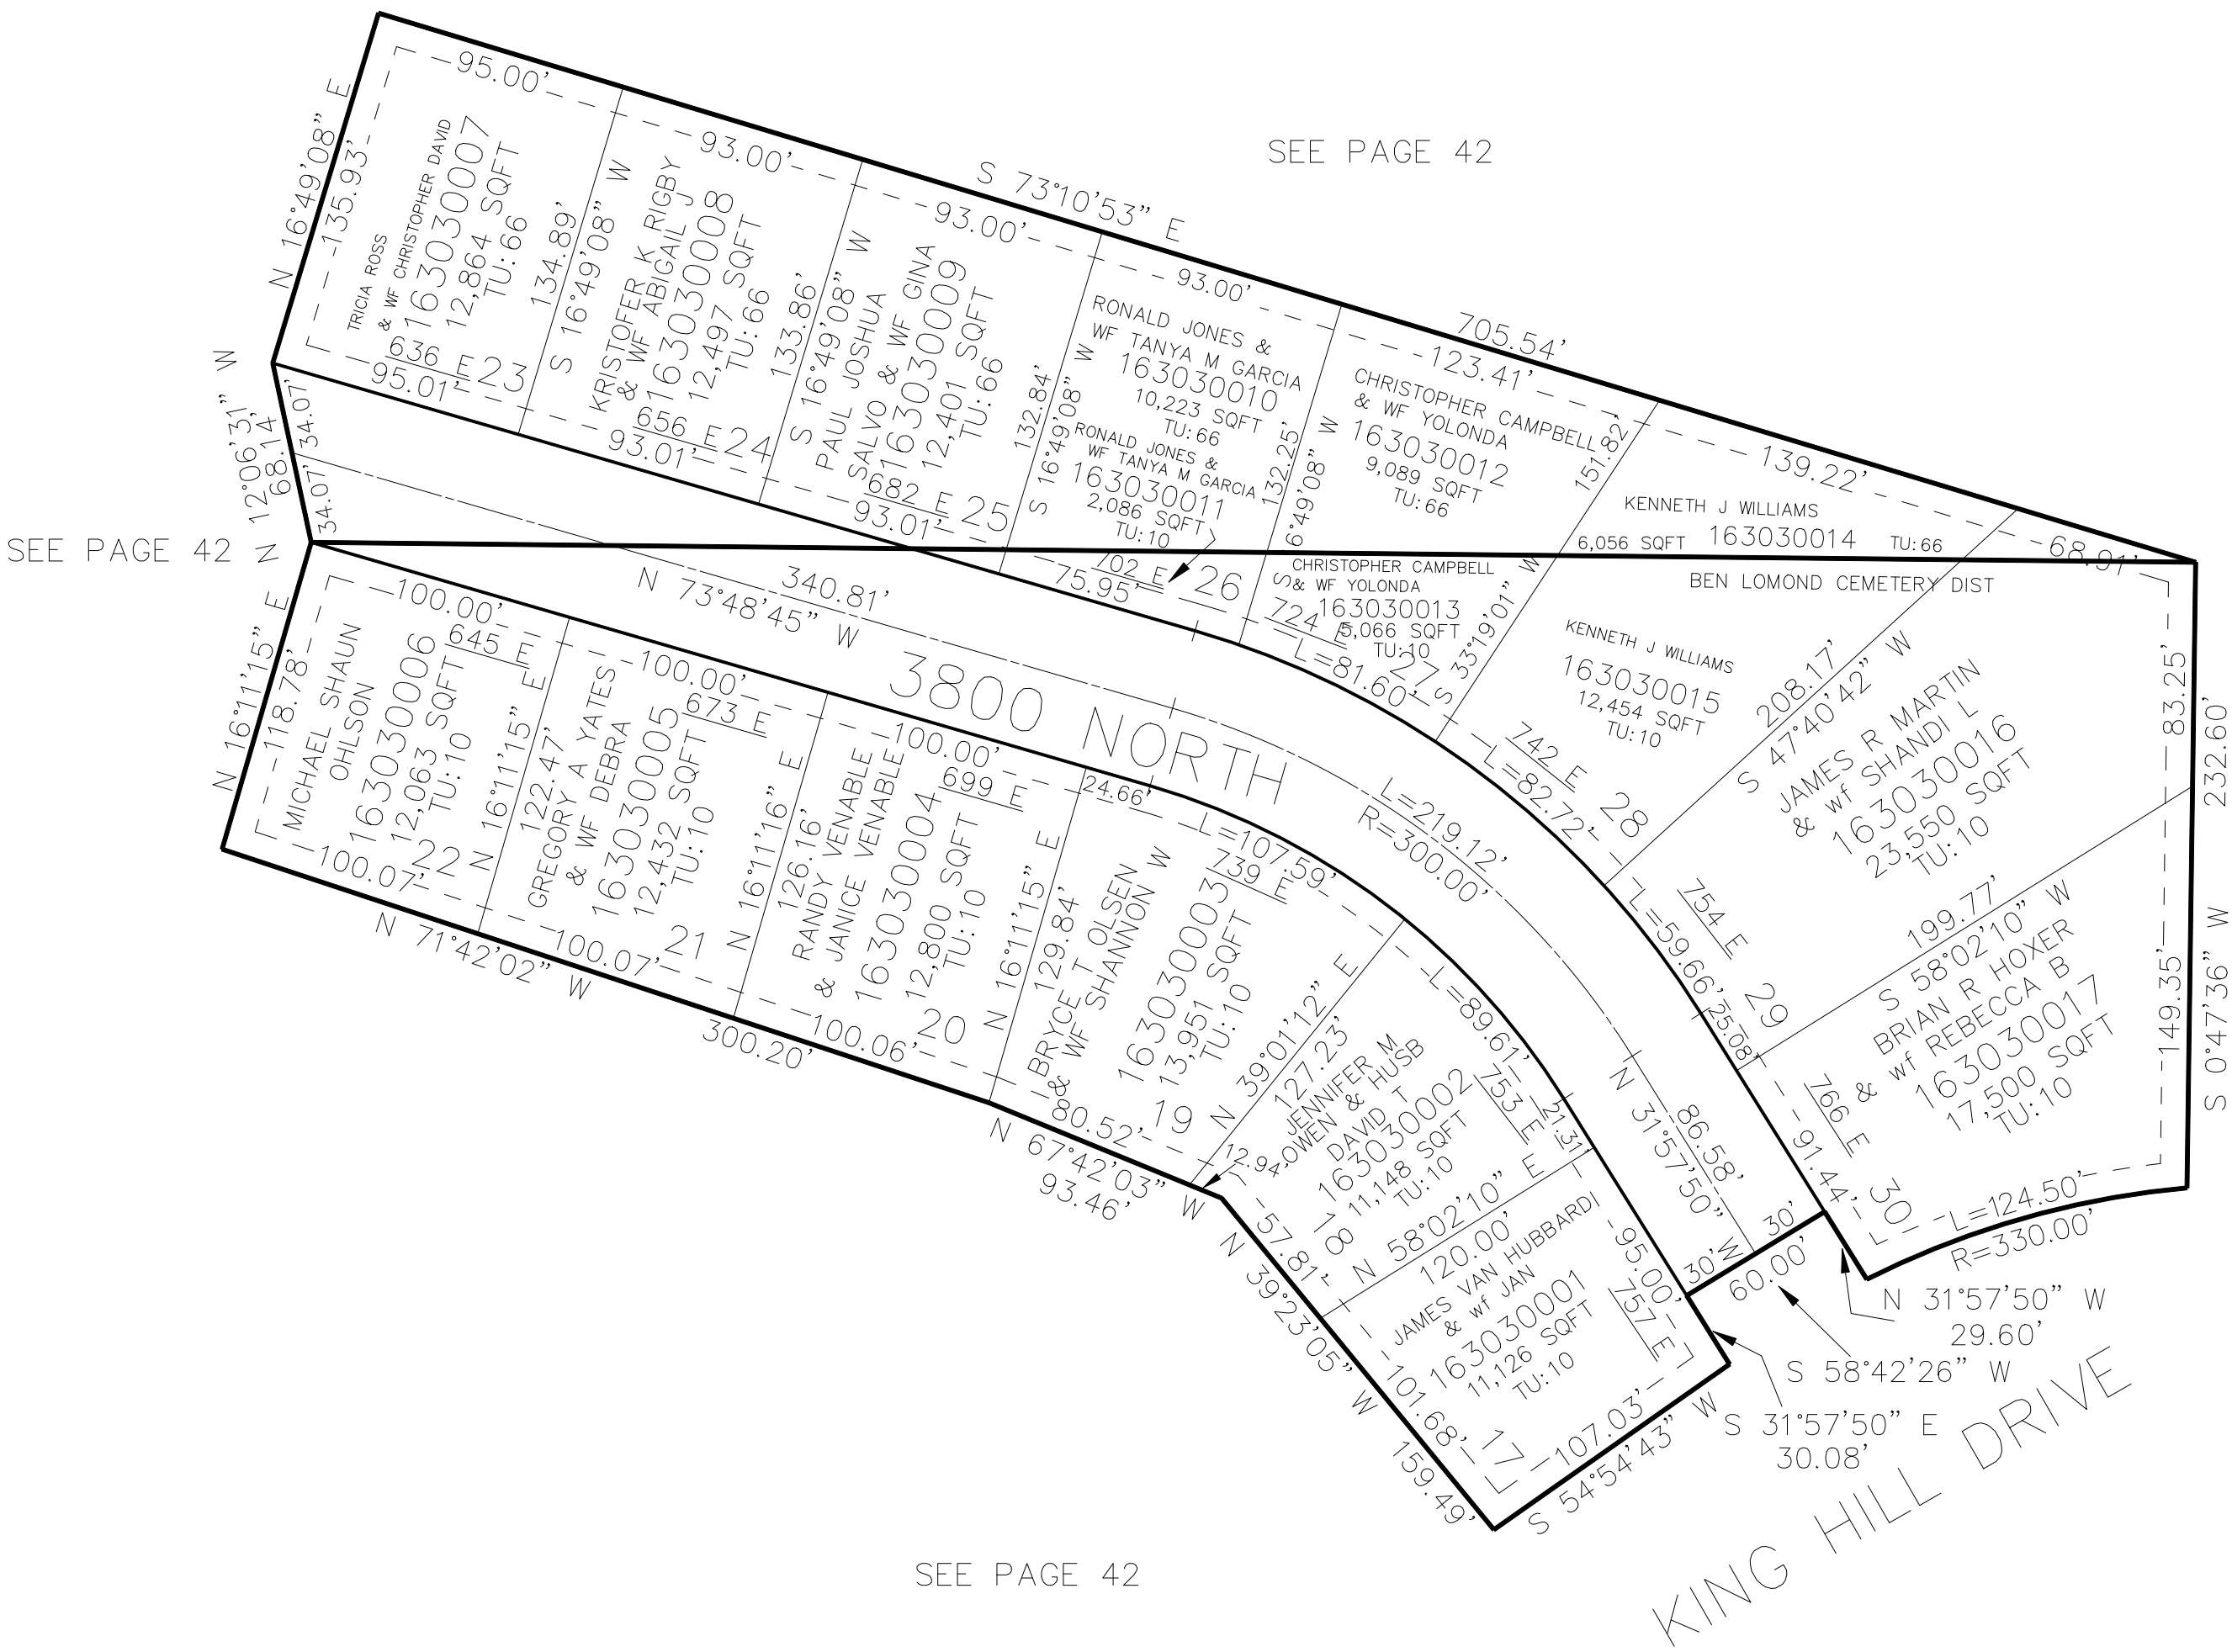 SEE PAGE 42
SEE PAGE 42
SEE PAGE 42
S 73°10'53" E
705.54'
N 16°49'08" E
135.93'
95.00'
TRICIA ROSS
& WF CHRISTOPHER DAVID
163030007
12,864 SQFT
TU:66
636 E
23
95.01'
134.89'
S 16°49'08" W
93.00'
KRISTOFER K RIGBY
& WF ABIGAIL J
163030008
12,497 SQFT
TU:66
656 E
24
93.01'
133.86'
S 16°49'08" W
93.00'
PAUL JOSHUA
SALVO & WF GINA
163030009
12,401 SQFT
TU:66
682 E
25
93.01'
132.84'
S 16°49'08" W
93.00'
RONALD JONES &
WF TANYA M GARCIA
163030010
10,223 SQFT
TU:66
RONALD JONES &
WF TANYA M GARCIA
163030011
2,086 SQFT
TU:10
702 E
26
75.95'
132.25'
S 6°49'08" W
123.41'
CHRISTOPHER CAMPBELL
& WF YOLONDA
163030012
9,089 SQFT
TU:66
CHRISTOPHER CAMPBELL
& WF YOLONDA
163030013
5,066 SQFT
TU:10
724 E
27
L=81.60'
151.82'
S 33°19'01" W
139.22'
KENNETH J WILLIAMS
6,056 SQFT 163030014 TU:66
BEN LOMOND CEMETERY DIST
KENNETH J WILLIAMS
163030015
12,454 SQFT
TU:10
742 E
28
L=82.72'
208.17'
S 47°40'42" W
68.91'
83.25'
232.60'
S 0°47'36" W
JAMES R MARTIN
& wf SHANDI L
163030016
23,550 SQFT
TU:10
754 E
29
L=59.66'
25.08'
199.77'
S 58°02'10" W
BRIAN R HOXER
& wf REBECCA B
163030017
17,500 SQFT
TU:10
149.35'
766 E
30
91.44'
L=124.50'
R=330.00'
N 12°06'31" W
68.14'
34.07'
34.07'
340.81'
N 73°48'45" W
3800 NORTH
L=219.12'
R=300.00'
N 31°57'50" W
86.58'
30'
30'
60.00'
N 31°57'50" W
29.60'
S 58°42'26" W
S 31°57'50" E
30.08'
KING HILL DRIVE
N 16°11'15" E
118.78'
100.00'
645 E
MICHAEL SHAUN
OHLSON
163030006
12,063 SQFT
TU:10
22
100.07'
N 16°11'15" E
122.47'
100.00'
673 E
GREGORY A YATES
& WF DEBRA
163030005
12,432 SQFT
TU:10
21
100.07'
N 16°11'16" E
126.16'
100.00'
699 E
RANDY VENABLE
& JANICE VENABLE
163030004
12,800 SQFT
TU:10
20
100.06'
N 71°42'02" W
300.20'
N 16°11'15" E
129.84'
24.66'
L=107.59'
739 E
BRYCE T OLSEN
& WF SHANNON W
163030003
13,951 SQFT
TU:10
19
80.52'
N 67°42'03" W
93.46'
N 39°01'12" E
127.23'
L=89.61'
JENNIFER M
OWEN & HUSB
DAVID T
163030002
11,148 SQFT
TU:10
753 E
21.31'
12.94
18
57.81'
N 58°02'10" E
120.00'
JAMES VAN HUBBARDI
& wf JAN
163030001
11,126 SQFT
TU:10
757 E
95.00'
17
101.68'
107.03'
N 39°23'05" W
159.49'
S 54°54'43" W